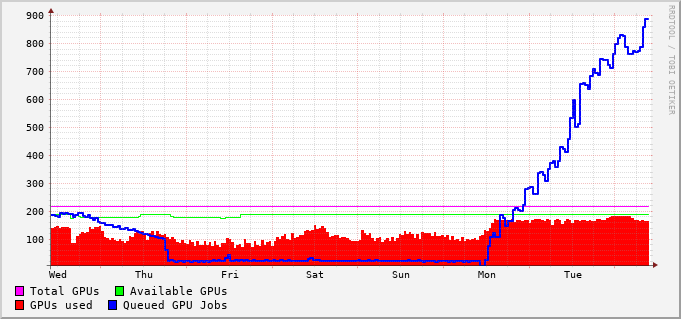 900
800
700
600
500
400
300
200
100
Wed Thu Fri Sat Sun Mon Tue
Total GPUs Available GPUs
GPUs used Queued GPU Jobs
RRDTOOL / TOBI OETIKER